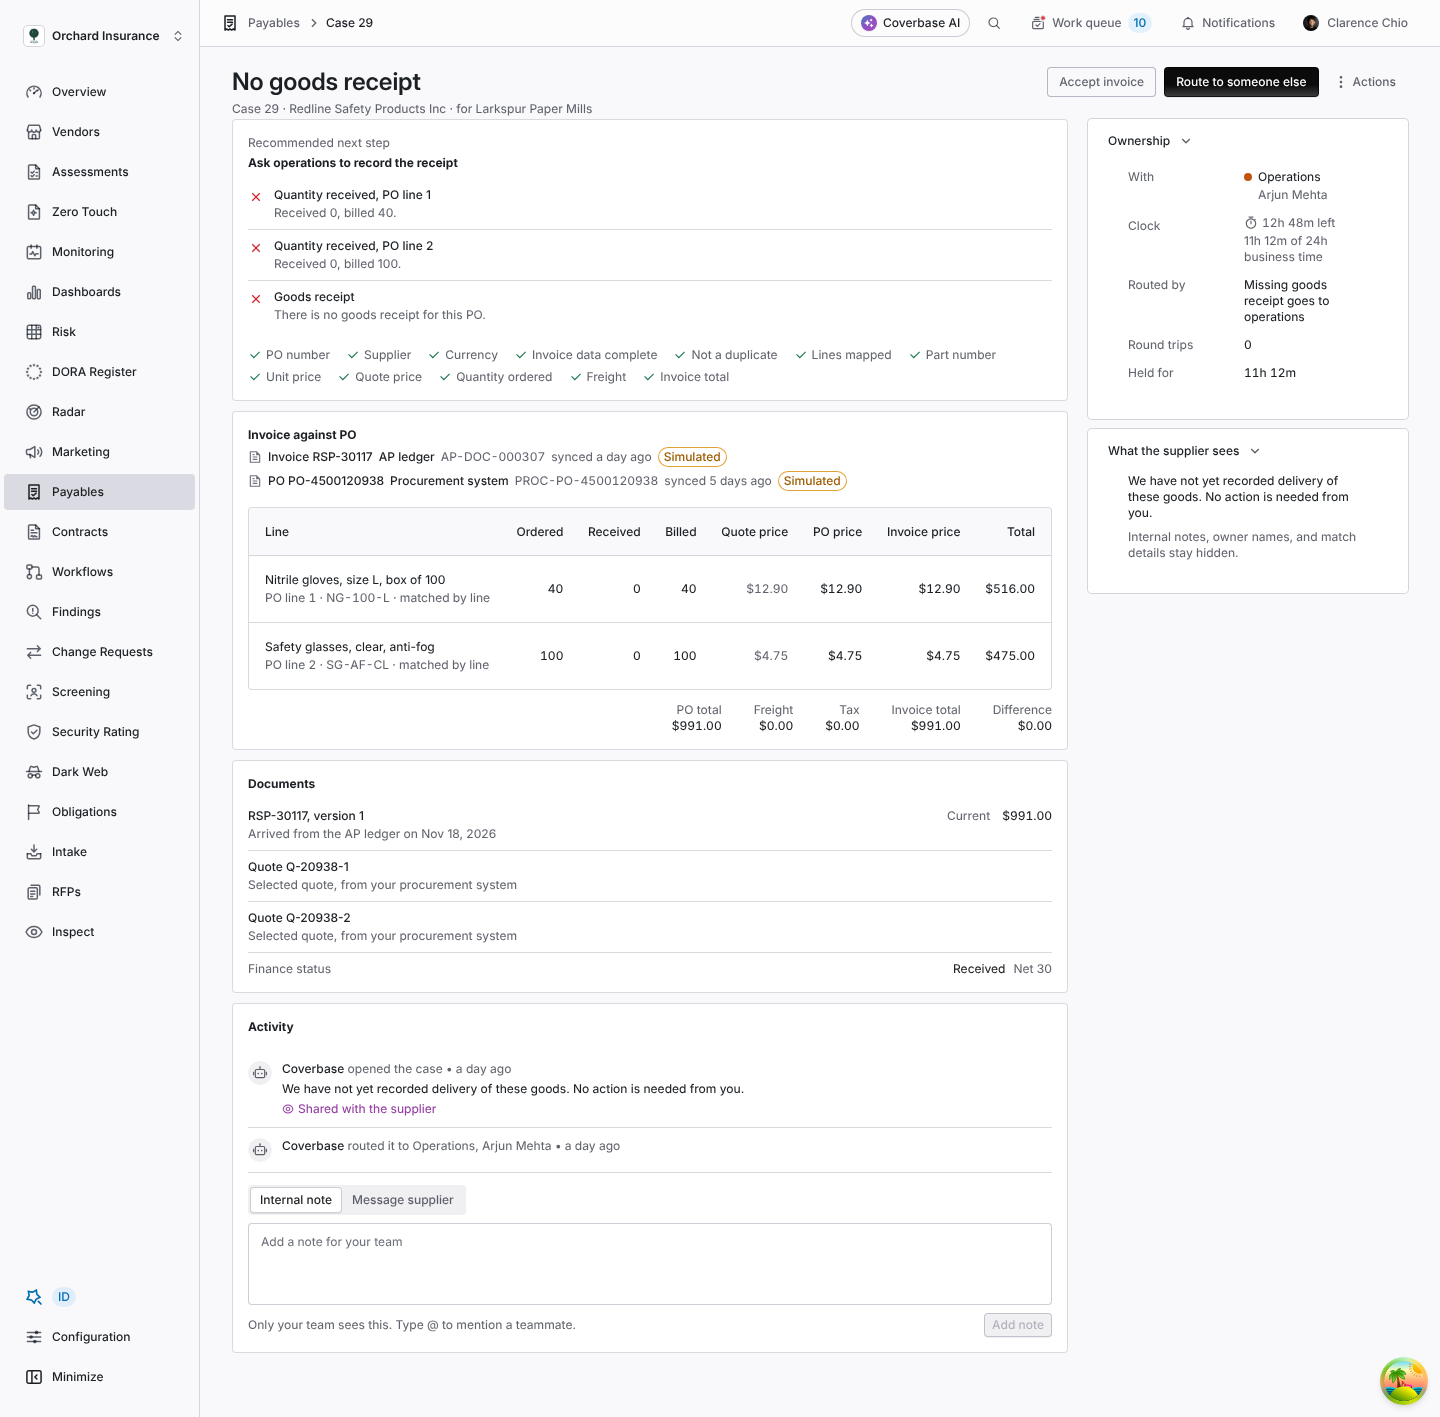 Orchard Insurance
Overview
Vendors
Assessments
Zero Touch
Monitoring
Dashboards
Risk
DORA Register
Radar
Marketing
Payables
Contracts
Workflows
Findings
Change Requests
Screening
Security Rating
Dark Web
Obligations
Intake
RFPs
Inspect
ID
Configuration
Minimize
Payables Case 29
Coverbase AI Work queue 10 Notifications Clarence Chio
No goods receipt
Case 29 · Redline Safety Products Inc · for Larkspur Paper Mills
Accept invoice Route to someone else Actions
Recommended next step
Ask operations to record the receipt
Quantity received, PO line 1
Received 0, billed 40.
Quantity received, PO line 2
Received 0, billed 100.
Goods receipt
There is no goods receipt for this PO.
PO number Supplier Currency Invoice data complete Not a duplicate Lines mapped Part number
Unit price Quote price Quantity ordered Freight Invoice total
Invoice against PO
Invoice RSP-30117 AP ledger AP-DOC-000307 synced a day ago Simulated
PO PO-4500120938 Procurement system PROC-PO-4500120938 synced 5 days ago Simulated
Line Ordered Received Billed Quote price PO price Invoice price Total
Nitrile gloves, size L, box of 100
PO line 1 · NG-100-L · matched by line
40 0 40 $12.90 $12.90 $12.90 $516.00
Safety glasses, clear, anti-fog
PO line 2 · SG-AF-CL · matched by line
100 0 100 $4.75 $4.75 $4.75 $475.00
PO total Freight Tax Invoice total Difference
$991.00 $0.00 $0.00 $991.00 $0.00
Documents
RSP-30117, version 1
Arrived from the AP ledger on Nov 18, 2026
Current $991.00
Quote Q-20938-1
Selected quote, from your procurement system
Quote Q-20938-2
Selected quote, from your procurement system
Finance status Received Net 30
Activity
Coverbase opened the case • a day ago
We have not yet recorded delivery of these goods. No action is needed from you.
Shared with the supplier
Coverbase routed it to Operations, Arjun Mehta • a day ago
Internal note Message supplier
Add a note for your team
Only your team sees this. Type @ to mention a teammate.
Add note
Ownership
With Operations
Arjun Mehta
Clock 12h 48m left
11h 12m of 24h
business time
Routed by Missing goods
receipt goes to
operations
Round trips 0
Held for 11h 12m
What the supplier sees
We have not yet recorded delivery of
these goods. No action is needed from
you.
Internal notes, owner names, and match
details stay hidden.